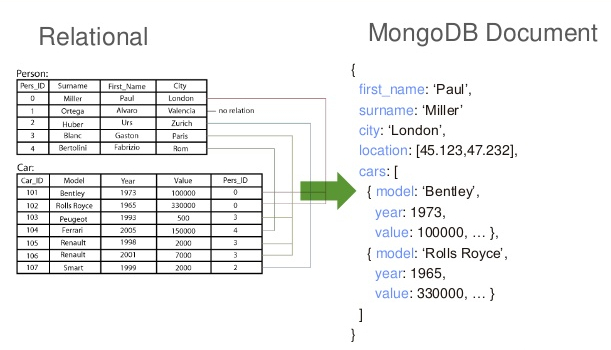 Relational
Person:
Pers_ID Surname First_Name City
0 Miller Paul London
1 Ortega Alvaro Valencia — no relation
2 Huber Urs Zurich
3 Blanc Gaston Paris
4 Bertolini Fabrizio Rom
Car:
Car_ID Model Year Value Pers_ID
101 Bentley 1973 100000 0
102 Rolls Royce 1965 330000 0
103 Peugeot 1993 500 3
104 Ferrari 2005 150000 4
105 Renault 1998 2000 3
106 Renault 2001 7000 3
107 Smart 1999 2000 2
MongoDB Document
{
first_name: ‘Paul’,
surname: ‘Miller’
city: ‘London’,
location: [45.123,47.232],
cars: [
{ model: ‘Bentley’,
year: 1973,
value: 100000, … },
{ model: ‘Rolls Royce’,
year: 1965,
value: 330000, … }
]
}